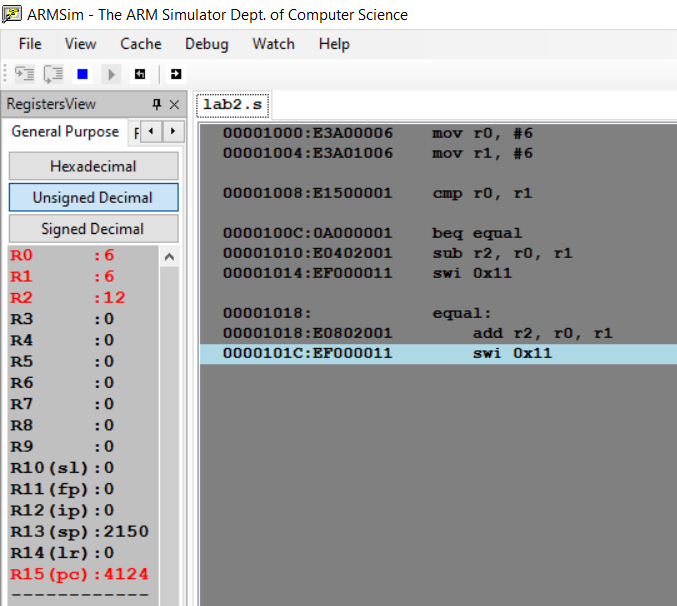 ARMSim - The ARM Simulator Dept. of Computer Science
File View Cache Debug Watch Help
RegistersView
General Purpose
Hexadecimal
Unsigned Decimal
Signed Decimal
R0 :6
R1 :6
R2 :12
R3 :0
R4 :0
R5 :0
R6 :0
R7 :0
R8 :0
R9 :0
R10(sl):0
R11(fp):0
R12(ip):0
R13(sp):2150
R14(lr):0
R15(pc):4124
------------
lab2.s
00001000:E3A00006 mov r0, #6
00001004:E3A01006 mov r1, #6
00001008:E1500001 cmp r0, r1
0000100C:0A000001 beq equal
00001010:E0402001 sub r2, r0, r1
00001014:EF000011 swi 0x11
00001018: equal:
00001018:E0802001 add r2, r0, r1
0000101C:EF000011 swi 0x11